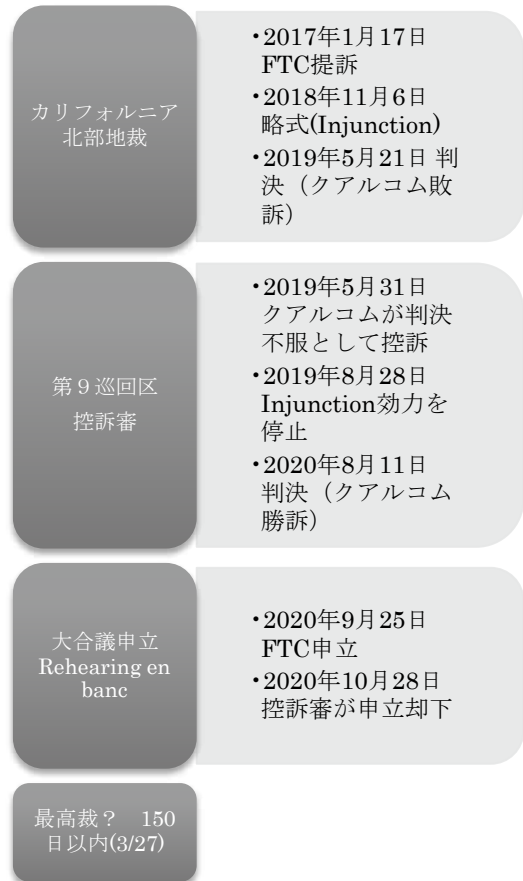 カリフォルニア
北部地裁
・2017年1月17日
FTC提訴
・2018年11月6日
略式(Injunction)
・2019年5月21日 判
決（クアルコム敗
訴）
第９巡回区
控訴審
・2019年5月31日
クアルコムが判決
不服として控訴
・2019年8月28日
Injunction効力を
停止
・2020年8月11日
判決（クアルコム
勝訴）
大合議申立
Rehearing en
banc
・2020年9月25日
FTC申立
・2020年10月28日
控訴審が申立却下
最高裁？　150
日以内(3/27)